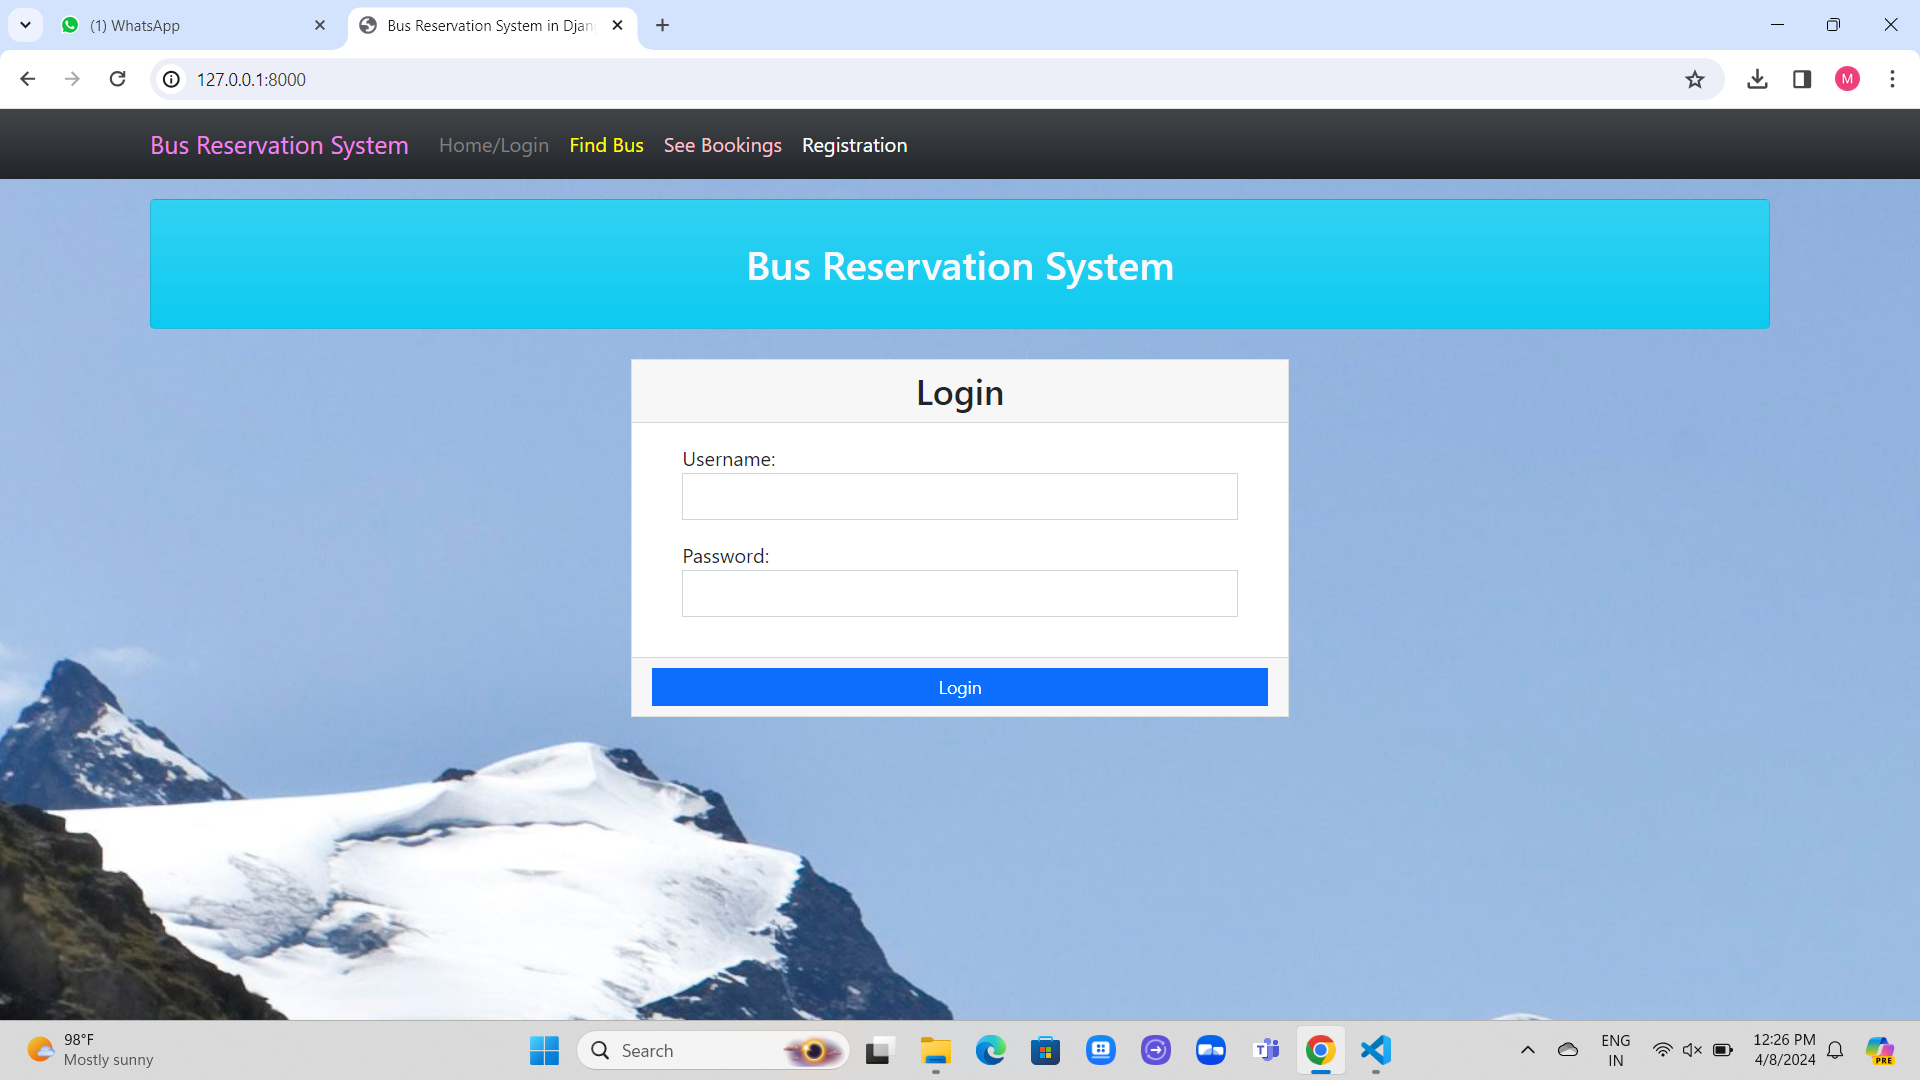 (1) WhatsApp
Bus Reservation System in Djan
127.0.0.1:8000
M
Bus Reservation System Home/Login Find Bus See Bookings Registration
Bus Reservation System
Login
Username:
Password:
Login
98°F
Mostly sunny
Search
T
ENG
IN
12:26 PM
4/8/2024
PRE